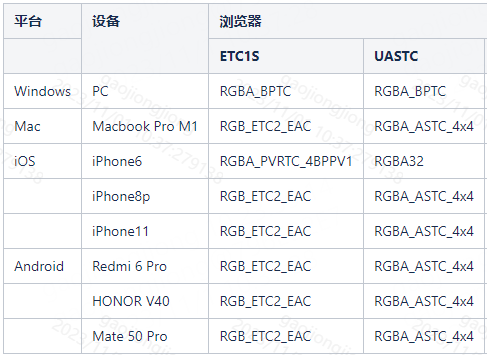 平台 设备 浏览器
ETC1S UASTC
Windows PC RGBA_BPTC RGBA_BPTC
Mac Macbook Pro M1 RGB_ETC2_EAC RGBA_ASTC_4x4
iOS iPhone6 RGBA_PVRTC_4BPPV1 RGBA32
iPhone8p RGB_ETC2_EAC RGBA_ASTC_4x4
iPhone11 RGB_ETC2_EAC RGBA_ASTC_4x4
Android Redmi 6 Pro RGB_ETC2_EAC RGBA_ASTC_4x4
HONOR V40 RGB_ETC2_EAC RGBA_ASTC_4x4
Mate 50 Pro RGB_ETC2_EAC RGBA_ASTC_4x4